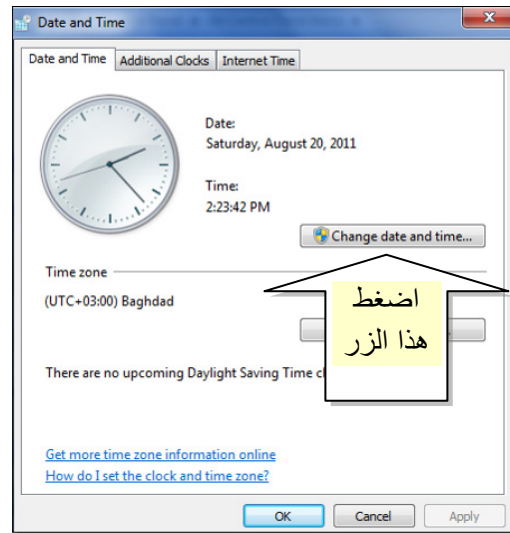 Date and Time
Date and Time Additional Clocks Internet Time
Date:
Saturday, August 20, 2011
Time:
2:23:42 PM
Change date and time...
Time zone
(UTC+03:00) Baghdad
اضغط
هذا الزر
There are no upcoming Daylight Saving Time
Get more time zone information online
How do I set the clock and time zone?
OK Cancel Apply